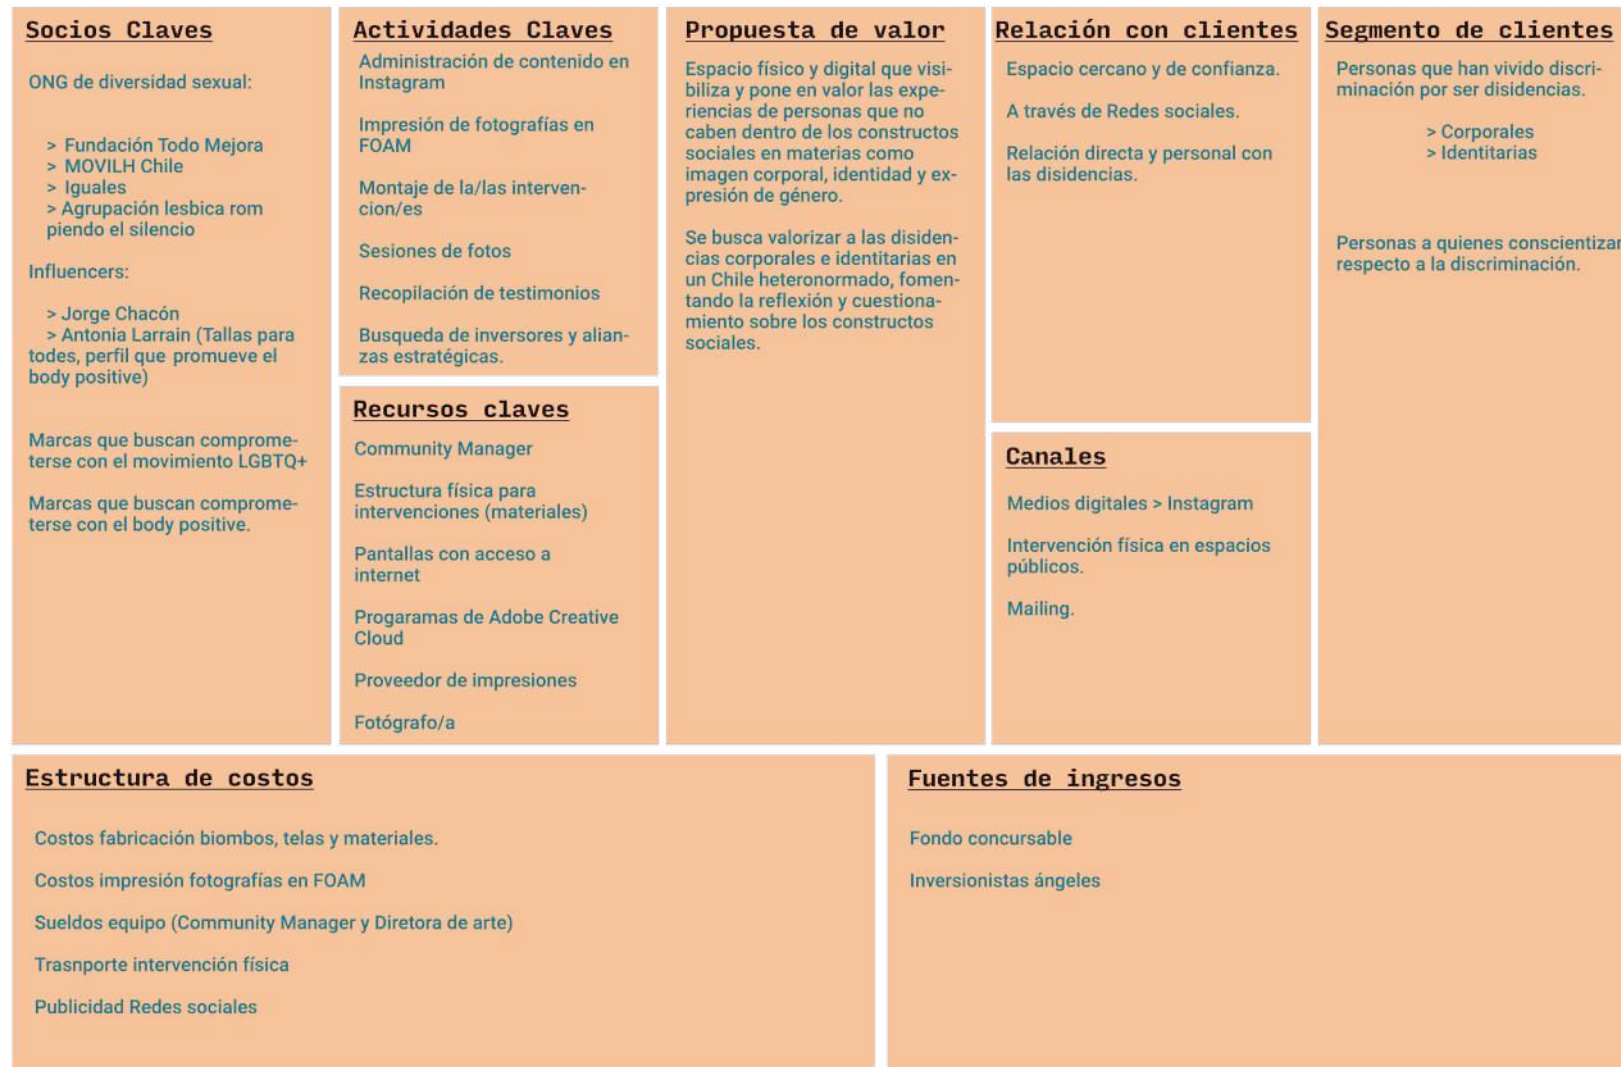 Socios Claves
ONG de diversidad sexual:
> Fundación Todo Mejora
> MOVILH Chile
> Iguales
> Agrupación lesbica rom
piendo el silencio
Influencers:
> Jorge Chacón
> Antonia Larrain (Tallas para
todes, perfil que promueve el
body positive)
Marcas que buscan comprome-
terse con el movimiento LGBTQ+
Marcas que buscan comprome-
terse con el body positive.
Actividades Claves
Administración de contenido en
Instagram
Impresión de fotografías en
FOAM
Montaje de la/las interven-
cion/es
Sesiones de fotos
Recopilación de testimonios
Busqueda de inversores y alian-
zas estratégicas.
Recursos claves
Community Manager
Estructura física para
intervenciones (materiales)
Pantallas con acceso a
internet
Progaramas de Adobe Creative
Cloud
Proveedor de impresiones
Fotógrafo/a
Propuesta de valor
Espacio físico y digital que visi-
biliza y pone en valor las expe-
riencias de personas que no
caben dentro de los constructos
sociales en materias como
imagen corporal, identidad y ex-
presión de género.
Se busca valorizar a las disiden-
cias corporales e identitarias en
un Chile heteronormado, fomen-
tando la reflexión y cuestiona-
miento sobre los constructos
sociales.
Relación con clientes
Espacio cercano y de confianza.
A través de Redes sociales.
Relación directa y personal con
las disidencias.
Canales
Medios digitales > Instagram
Intervención física en espacios
públicos.
Mailing.
Segmento de clientes
Personas que han vivido discri-
minación por ser disidencias.
> Corporales
> Identitarias
Personas a quienes conscientizar
respecto a la discriminación.
Estructura de costos
Costos fabricación biombos, telas y materiales.
Costos impresión fotografías en FOAM
Sueldos equipo (Community Manager y Diretora de arte)
Trasnporte intervención física
Publicidad Redes sociales
Fuentes de ingresos
Fondo concursable
Inversionistas ángeles